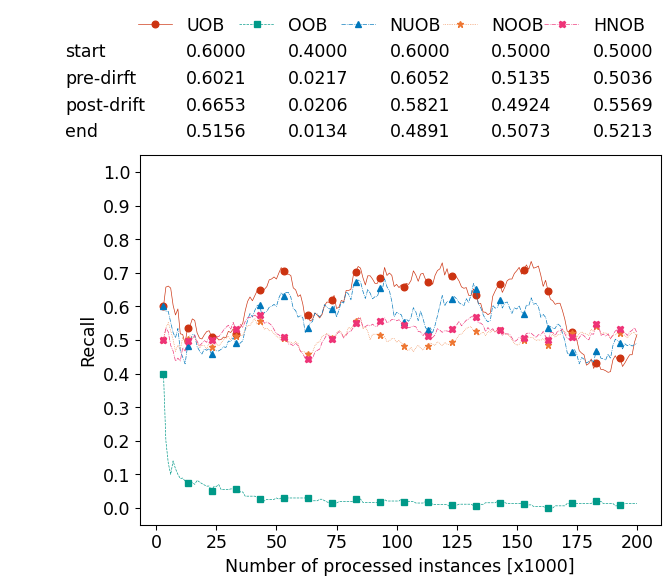 UOB OOB NUOB NOOB HNOB
start 0.6000 0.4000 0.6000 0.5000 0.5000
pre-dirft 0.6021 0.0217 0.6052 0.5135 0.5036
post-drift 0.6653 0.0206 0.5821 0.4924 0.5569
end 0.5156 0.0134 0.4891 0.5073 0.5213
1.0
0.9
0.8
0.7
0.6
0.5
0.4
0.3
0.2
0.1
0.0
Recall
0 25 50 75 100 125 150 175 200
Number of processed instances [x1000]